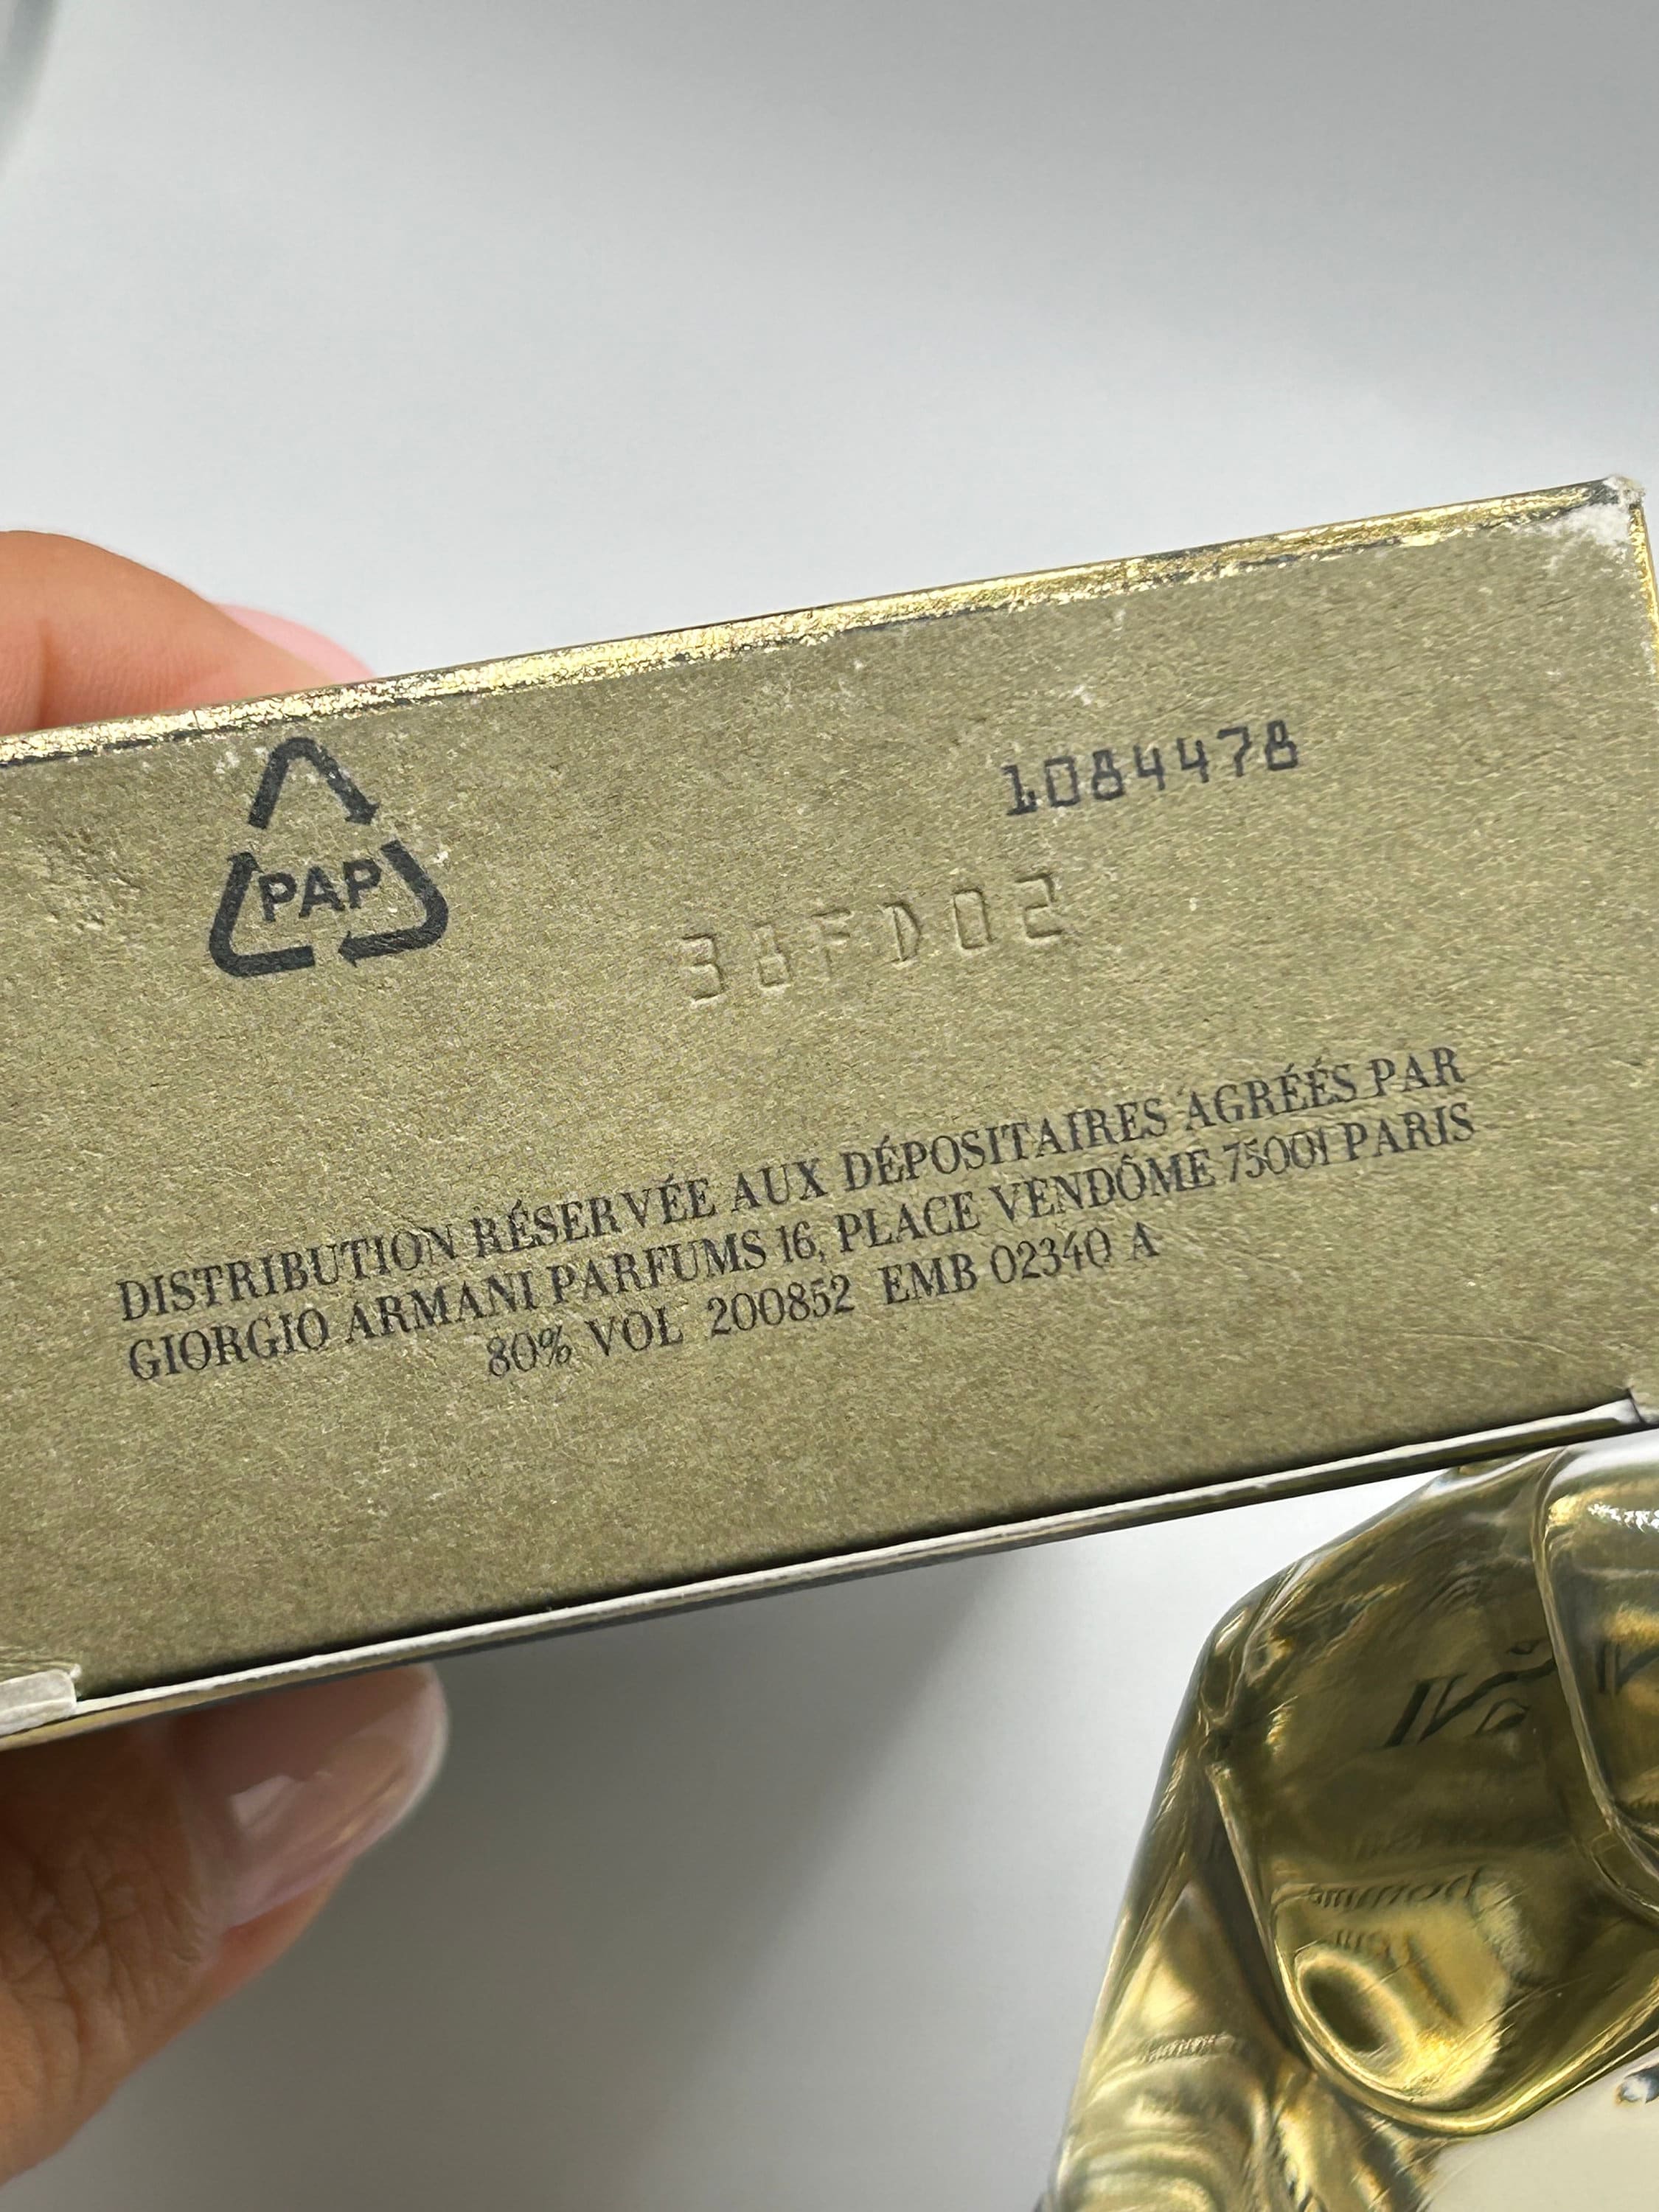 1084478
PAP
38FD02
DISTRIBUTION RÉSERVÉE AUX DÉPOSITAIRES AGRÉÉS PAR
GIORGIO ARMANI PARFUMS 16, PLACE VENDÔME 75001 PARIS
80% VOL 200852 EMB 02340 A